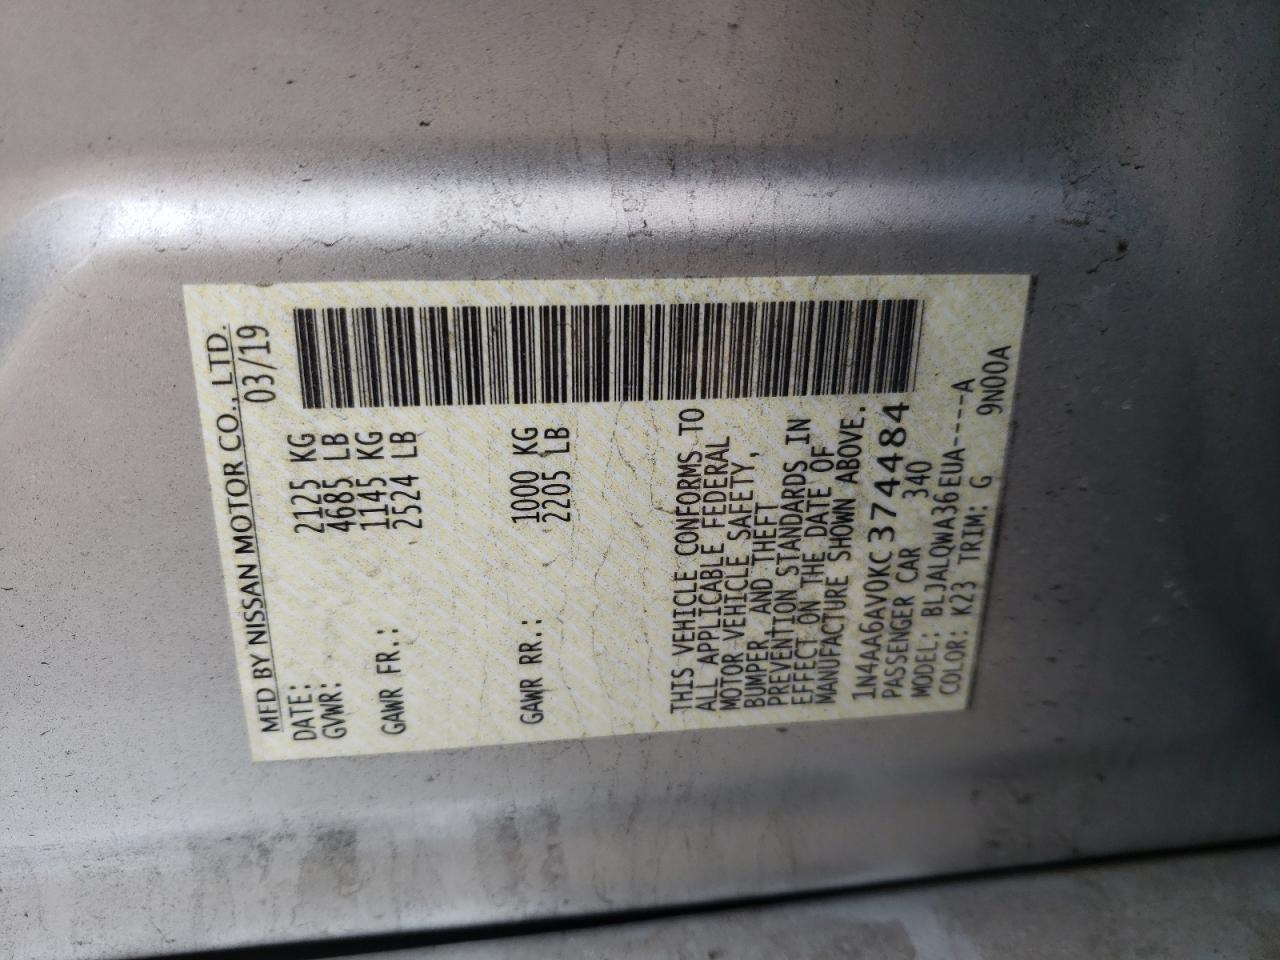 MFD BY NISSAN MOTOR CO., LTD.
DATE: 03/19
GVWR: 2125 KG
4685 LB
GAWR FR.: 1145 KG
2524 LB
GAWR RR.: 1000 KG
2205 LB
THIS VEHICLE CONFORMS TO
ALL APPLICABLE FEDERAL
MOTOR VEHICLE SAFETY,
BUMPER AND THEFT
PREVENTION STANDARDS IN
EFFECT ON THE DATE OF
MANUFACTURE SHOWN ABOVE.
1N4AA6AV0KC374484
PASSENGER CAR 340
MODEL: BLJALQWA36EUA----A
COLOR: K23 TRIM: G 9N00A